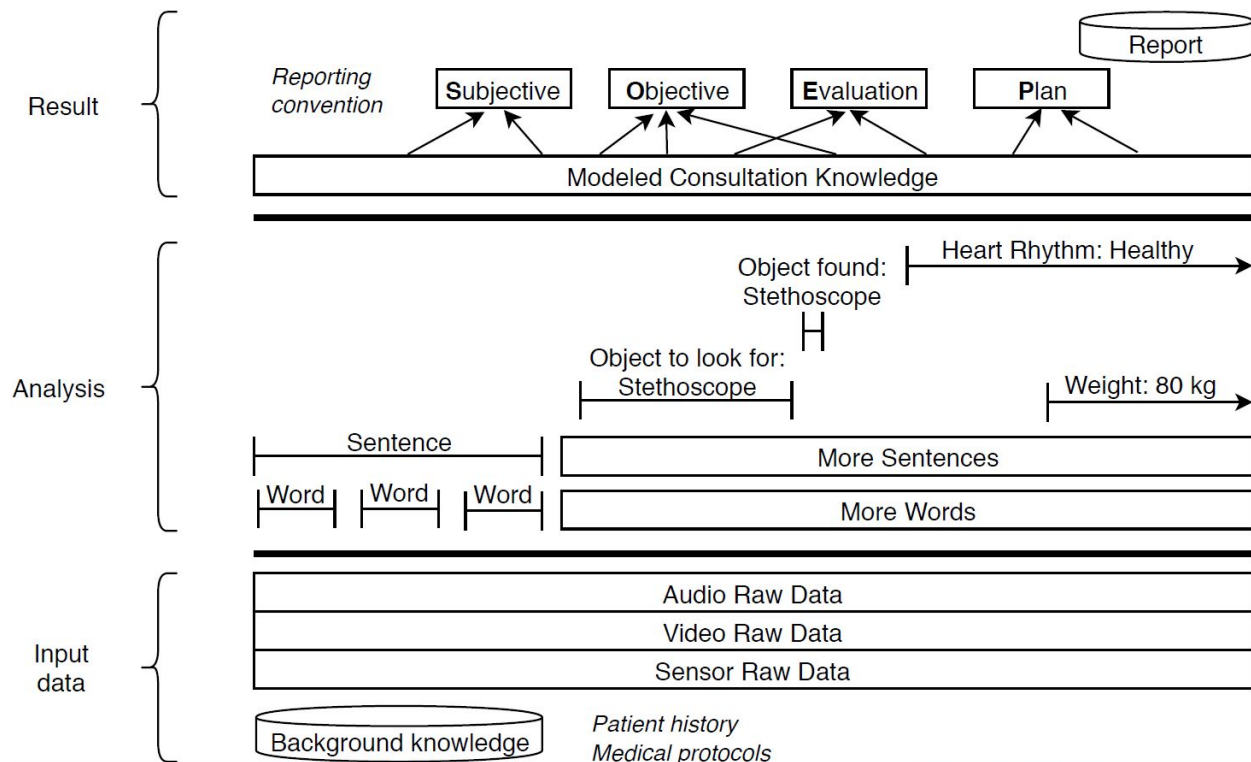 Report
Result
Reporting
convention
Subjective
Objective
Evaluation
Plan
Modeled Consultation Knowledge
Analysis
Heart Rhythm: Healthy
Object found:
Stethoscope
Object to look for:
Stethoscope
Weight: 80 kg
Sentence
More Sentences
Word
Word
Word
More Words
Input
data
Audio Raw Data
Video Raw Data
Sensor Raw Data
Background knowledge
Patient history
Medical protocols